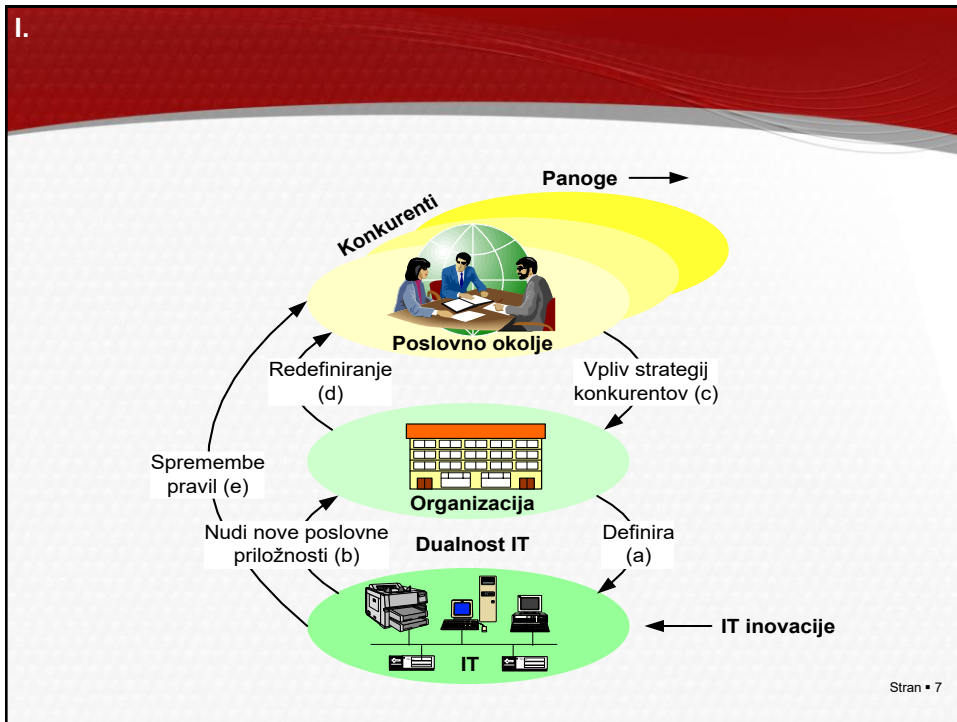 I.
Panoge
Konkurenti
Poslovno okolje
Redefiniranje
(d)
Vpliv strategij
konkurentov (c)
Spremembe
pravil (e)
Organizacija
Nudi nove poslovne
priložnosti (b)
Dualnost IT
Definira
(a)
IT inovacije
IT
Stran ▪ 7